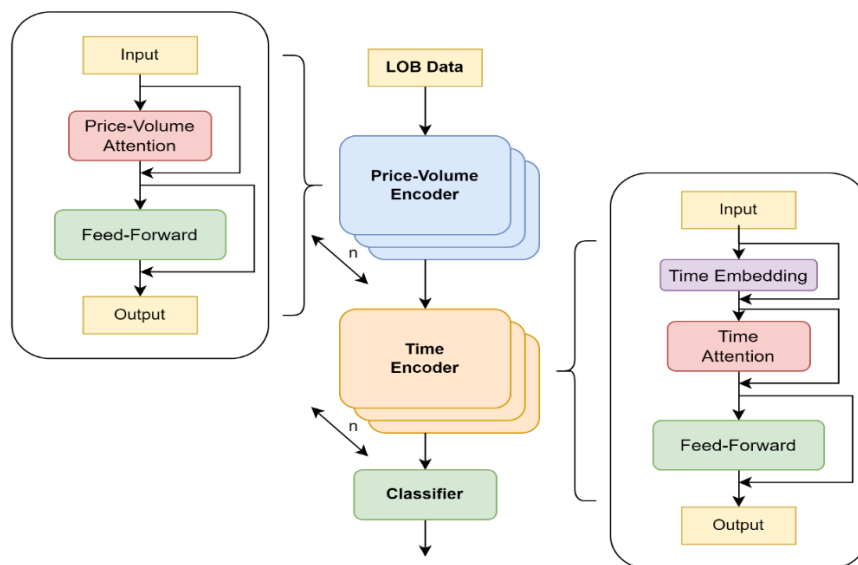 Input
Price-Volume
Attention
Feed-Forward
Output
LOB Data
Price-Volume
Encoder
n
Time
Encoder
n
Classifier
Input
Time Embedding
Time
Attention
Feed-Forward
Output